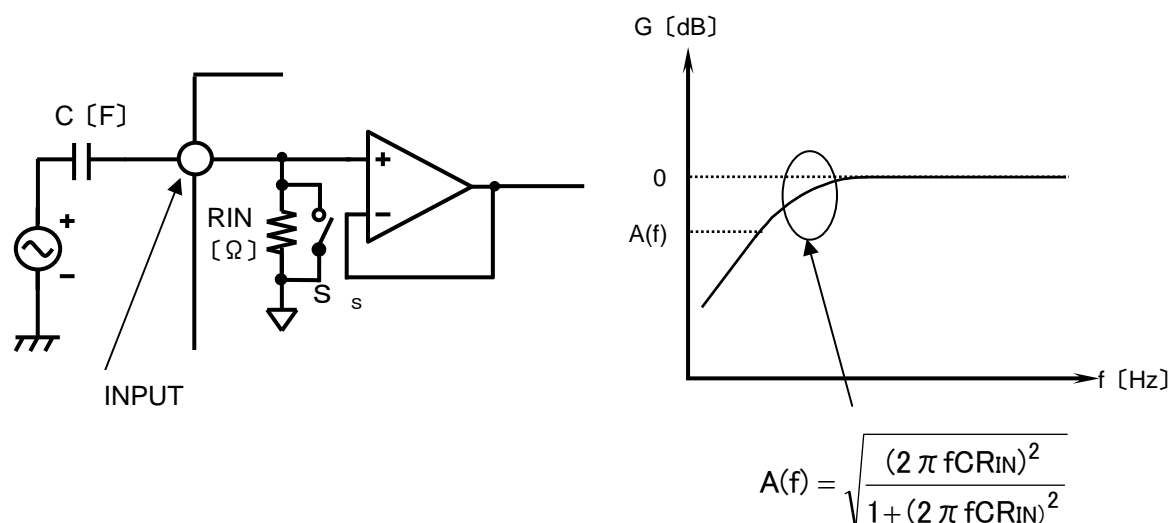 C〔F〕
+
−
INPUT
RIN
〔Ω〕
S s
+
−
G〔dB〕
0
A(f)
f〔Hz〕
A(f) = √((2πfCRIN)² / 1+(2πfCRIN)²)